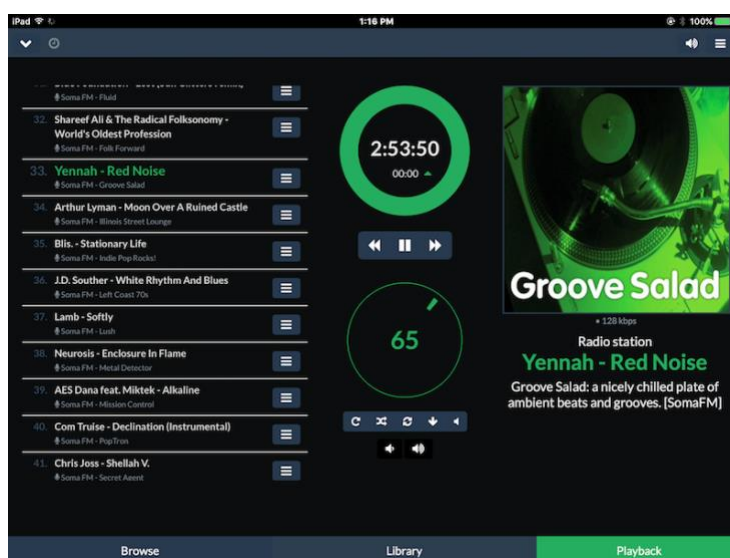 iPad
1:16 PM
100%
Soma FM - Fluid
32. Shareef Ali & The Radical Folksonomy -
World's Oldest Profession
Soma FM - Folk Forward
33. Yennah - Red Noise
Soma FM - Groove Salad
34. Arthur Lyman - Moon Over A Ruined Castle
Soma FM - Illinois Street Lounge
35. Blis. - Stationary Life
Soma FM - Indie Pop Rocks!
36. J.D. Souther - White Rhythm And Blues
Soma FM - Left Coast 70s
37. Lamb - Softly
Soma FM - Lush
38. Neurosis - Enclosure In Flame
Soma FM - Metal Detector
39. AES Dana feat. Miktek - Alkaline
Soma FM - Mission Control
40. Com Truise - Declination (Instrumental)
Soma FM - PopTron
41. Chris Joss - Shellah V.
Soma FM - Secret Agent
2:53:50
00:00
65
Groove Salad
• 128 kbps
Radio station
Yennah - Red Noise
Groove Salad: a nicely chilled plate of
ambient beats and grooves. [SomaFM]
Browse
Library
Playback